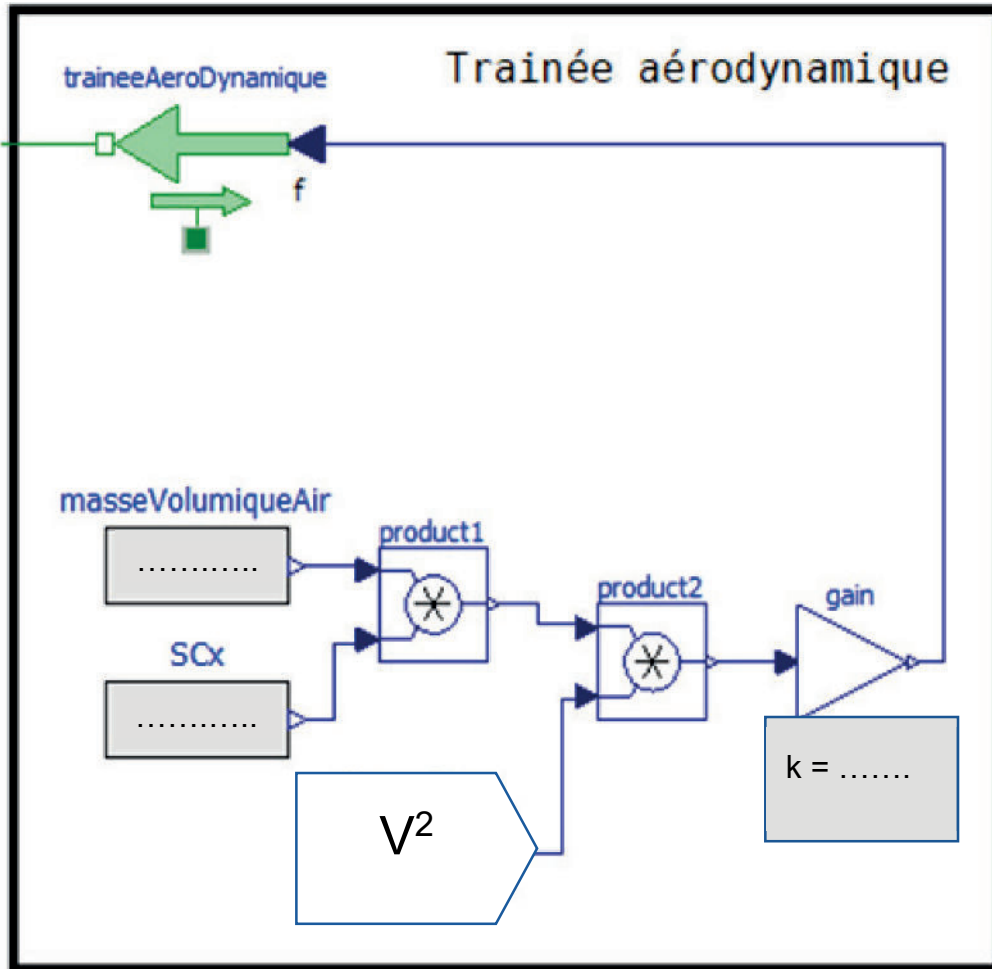 Trainée aérodynamique
traineeAeroDynamique
f
masseVolumiqueAir
............
product1
SCx
............
product2
gain
k = .......
V²